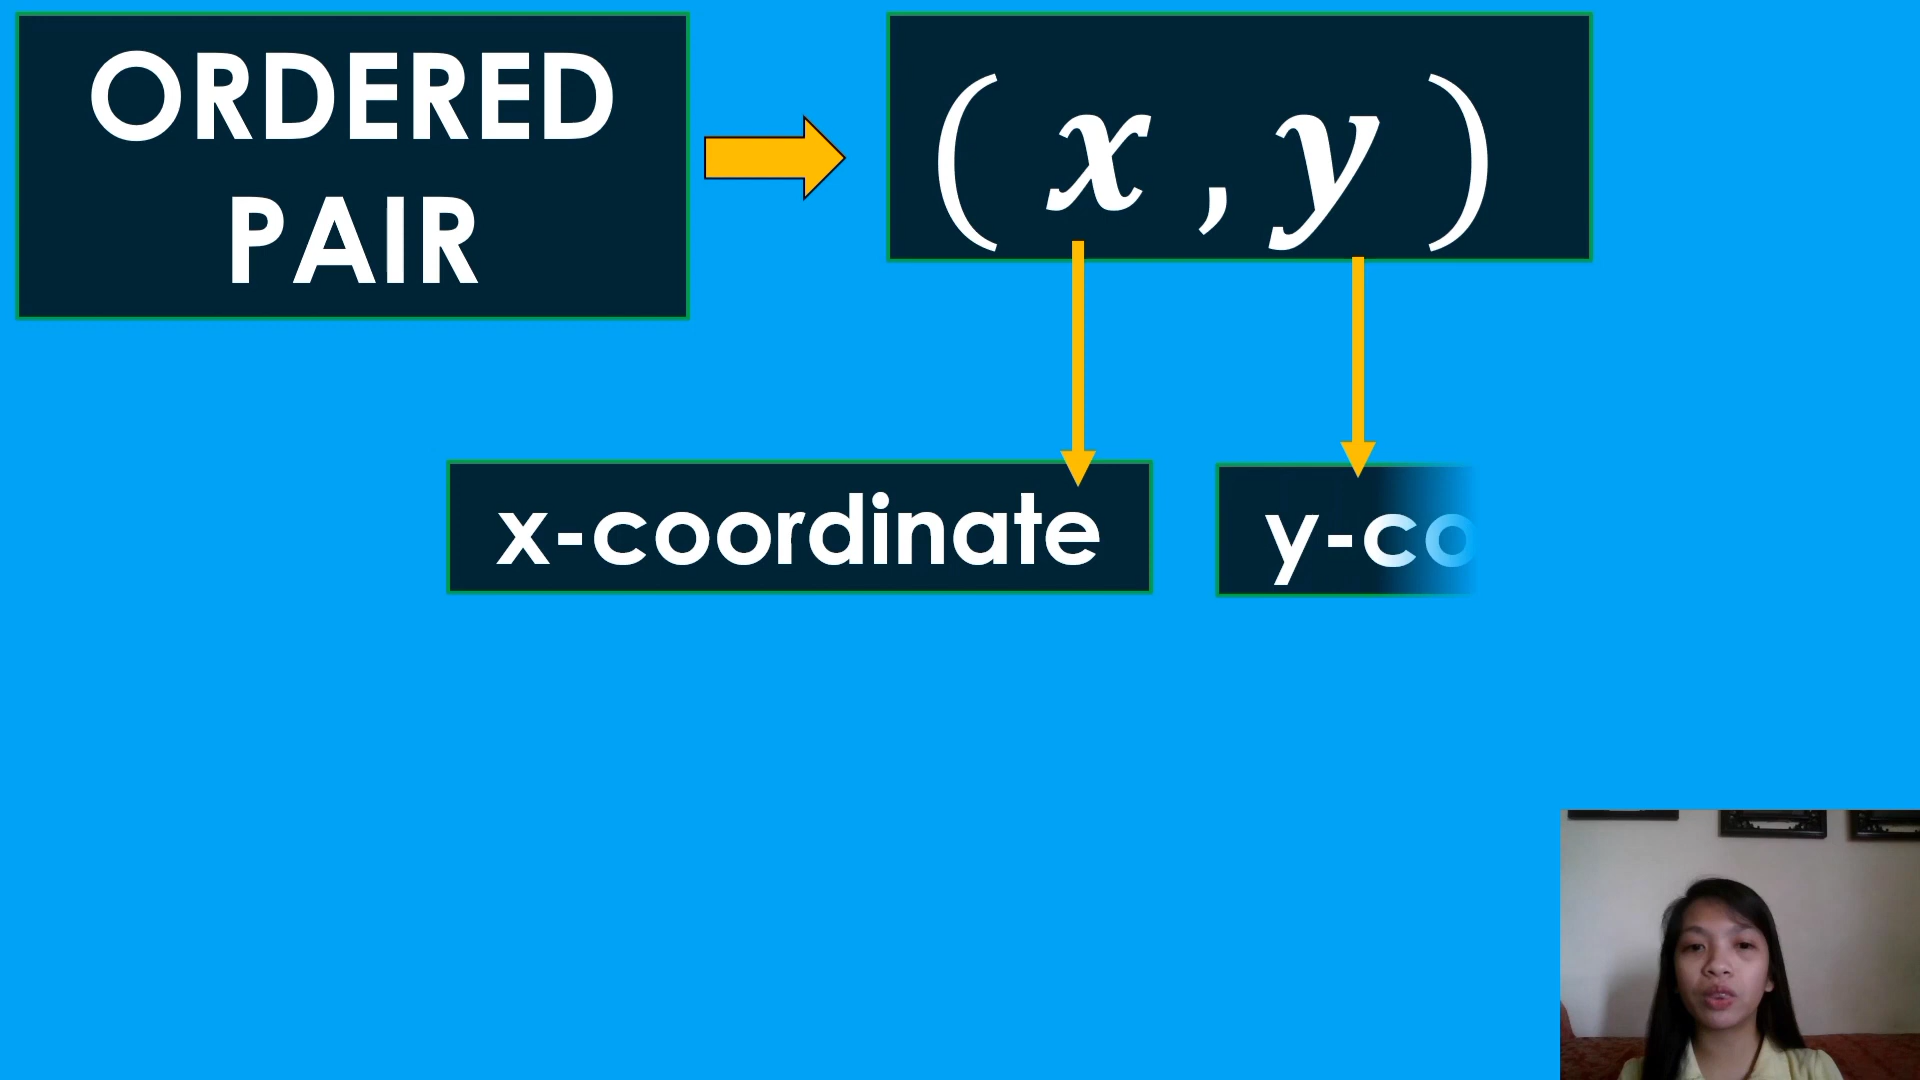 ORDERED
PAIR
( x , y )
x-coordinate
y-co